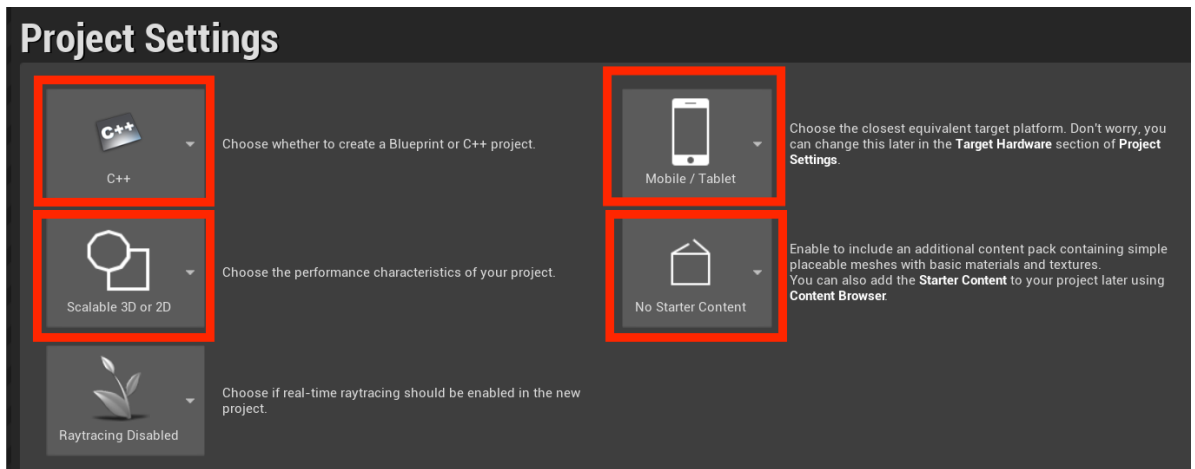 Project Settings
C++
C++
Choose whether to create a Blueprint or C++ project.
Mobile / Tablet
Choose the closest equivalent target platform. Don't worry, you
can change this later in the Target Hardware section of Project
Settings.
Scalable 3D or 2D
Choose the performance characteristics of your project.
No Starter Content
Enable to include an additional content pack containing simple
placeable meshes with basic materials and textures.
You can also add the Starter Content to your project later using
Content Browser.
Raytracing Disabled
Choose if real-time raytracing should be enabled in the new
project.